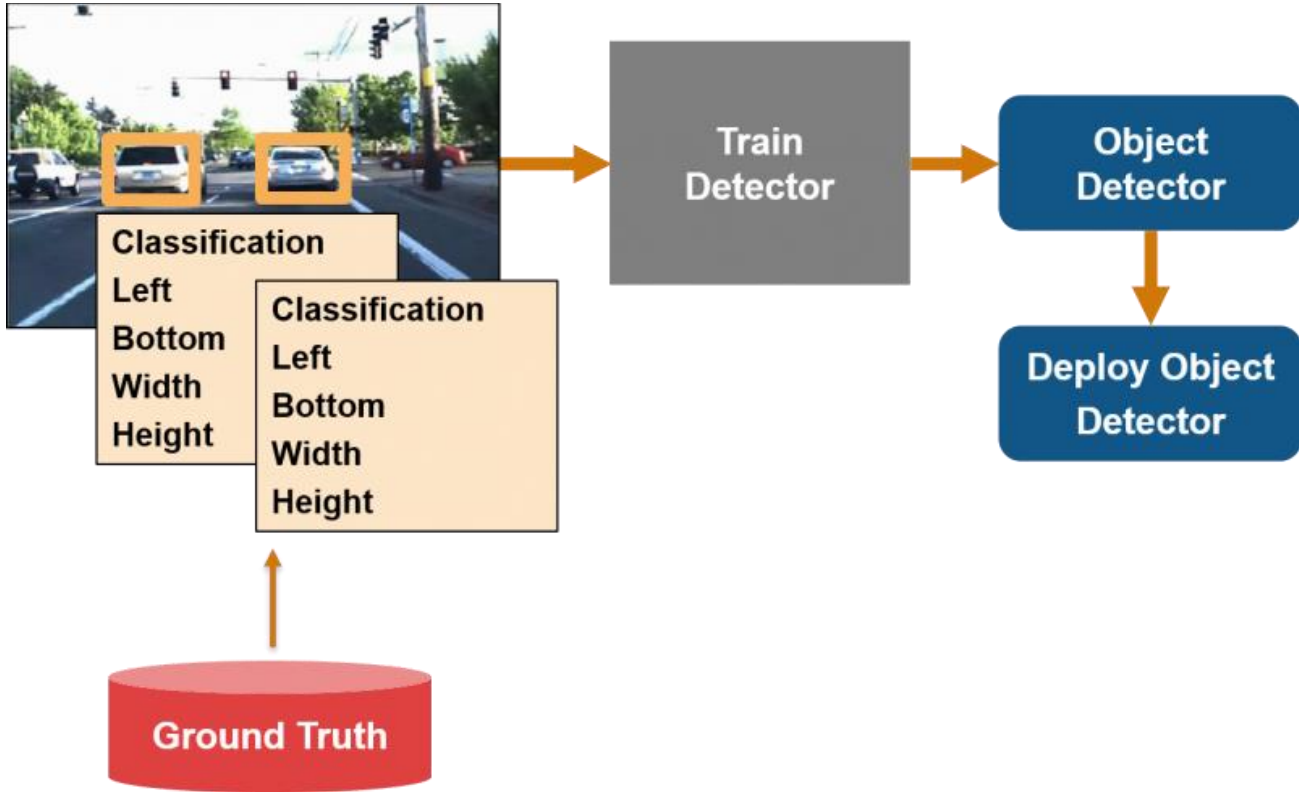 Train
Detector
Object
Detector
Classification
Left
Bottom
Width
Height
Classification
Left
Bottom
Width
Height
Deploy Object
Detector
Ground Truth